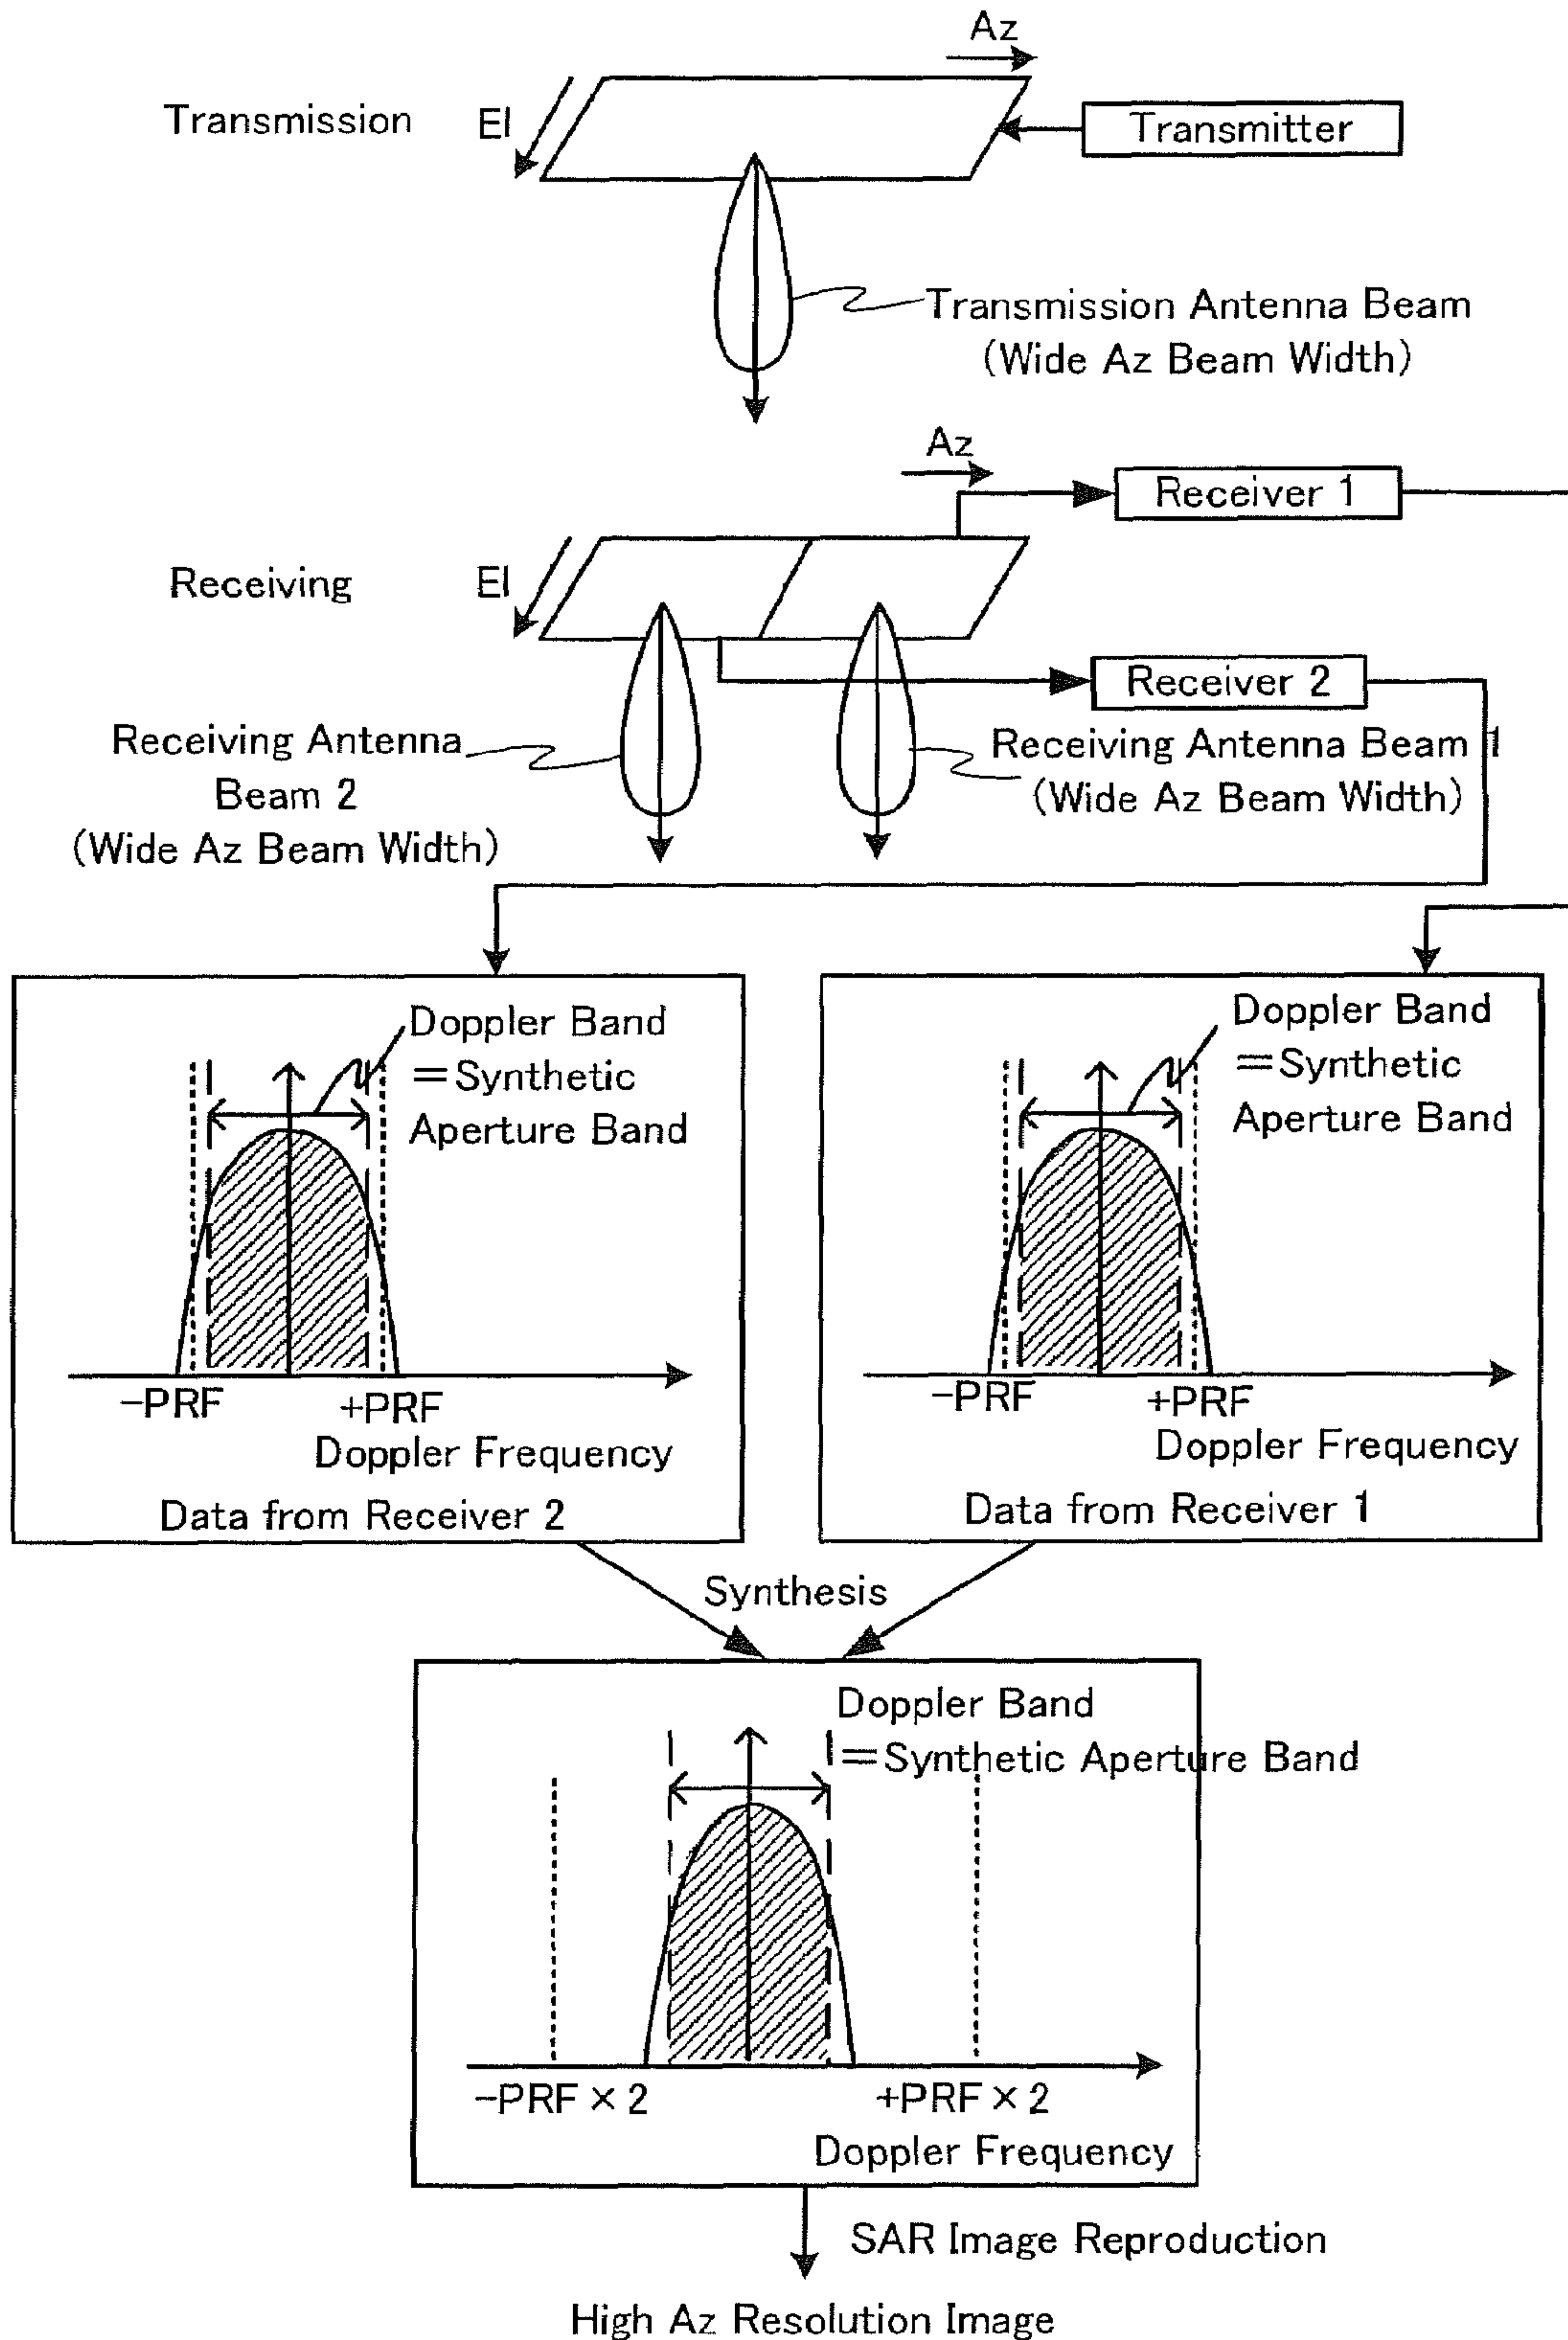 Az
Transmission
El
Transmitter
Transmission Antenna Beam
(Wide Az Beam Width)
Az
Receiver 1
Receiving
El
Receiver 2
Receiving Antenna
Beam 2
(Wide Az Beam Width)
Receiving Antenna Beam 1
(Wide Az Beam Width)
Doppler Band
=Synthetic
Aperture Band
-PRF
+PRF
Doppler Frequency
Data from Receiver 2
Doppler Band
=Synthetic
Aperture Band
-PRF
+PRF
Doppler Frequency
Data from Receiver 1
Synthesis
Doppler Band
=Synthetic Aperture Band
-PRF × 2
+PRF × 2
Doppler Frequency
SAR Image Reproduction
High Az Resolution Image